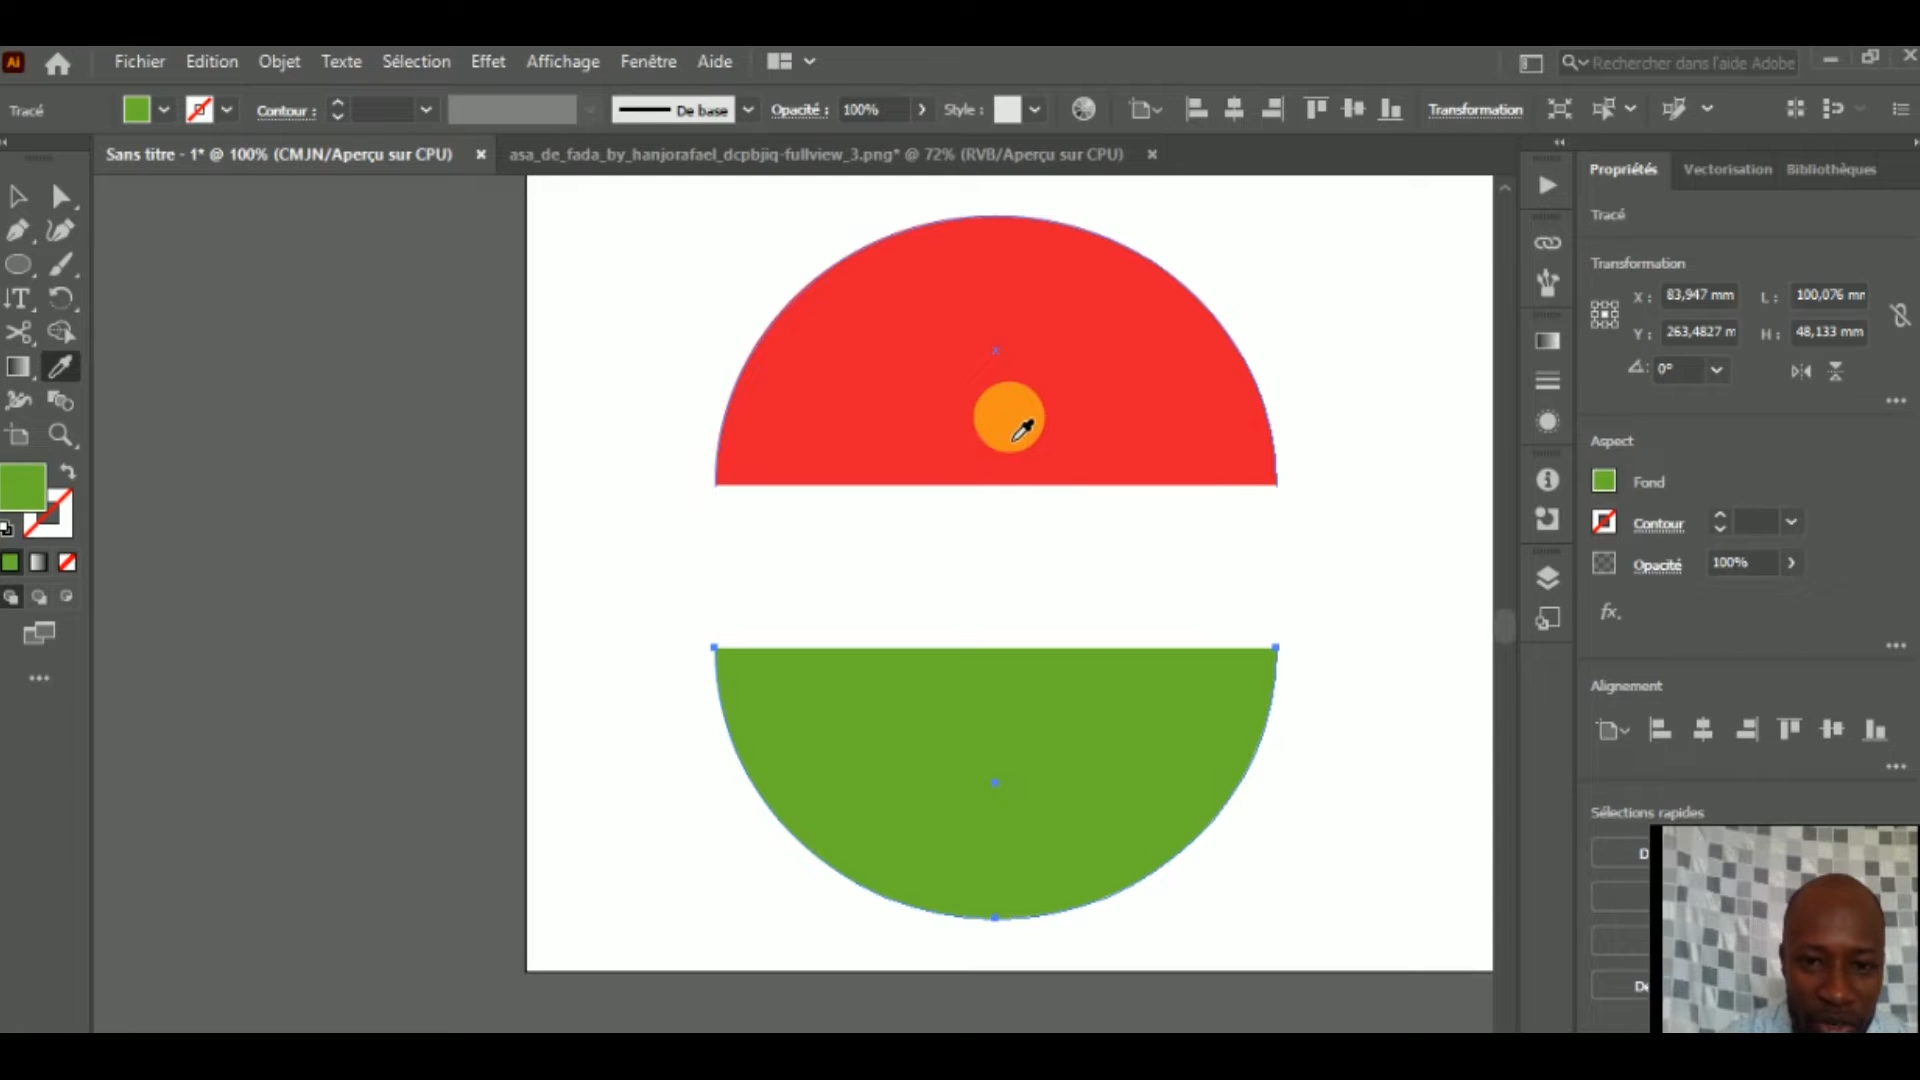 Ai
Fichier Edition Objet Texte Sélection Effet Affichage Fenêtre Aide
Rechercher dans l'aide Adobe
Tracé
Contour :
De base
Opacité : 100%
Style :
Transformation
Sans titre - 1* @ 100% (CMJN/Aperçu sur CPU)
asa_de_fada_by_hanjorafael_dcpbjiq-fullview_3.png* @ 72% (RVB/Aperçu sur CPU)
Propriétés Vectorisation Bibliothèques
Tracé
Transformation
X : 83,947 mm L : 100,076 mm
Y : 263,4827 m H : 48,133 mm
0°
Aspect
Fond
Contour
Opacité 100%
fx.
Alignement
Sélections rapides
D
De